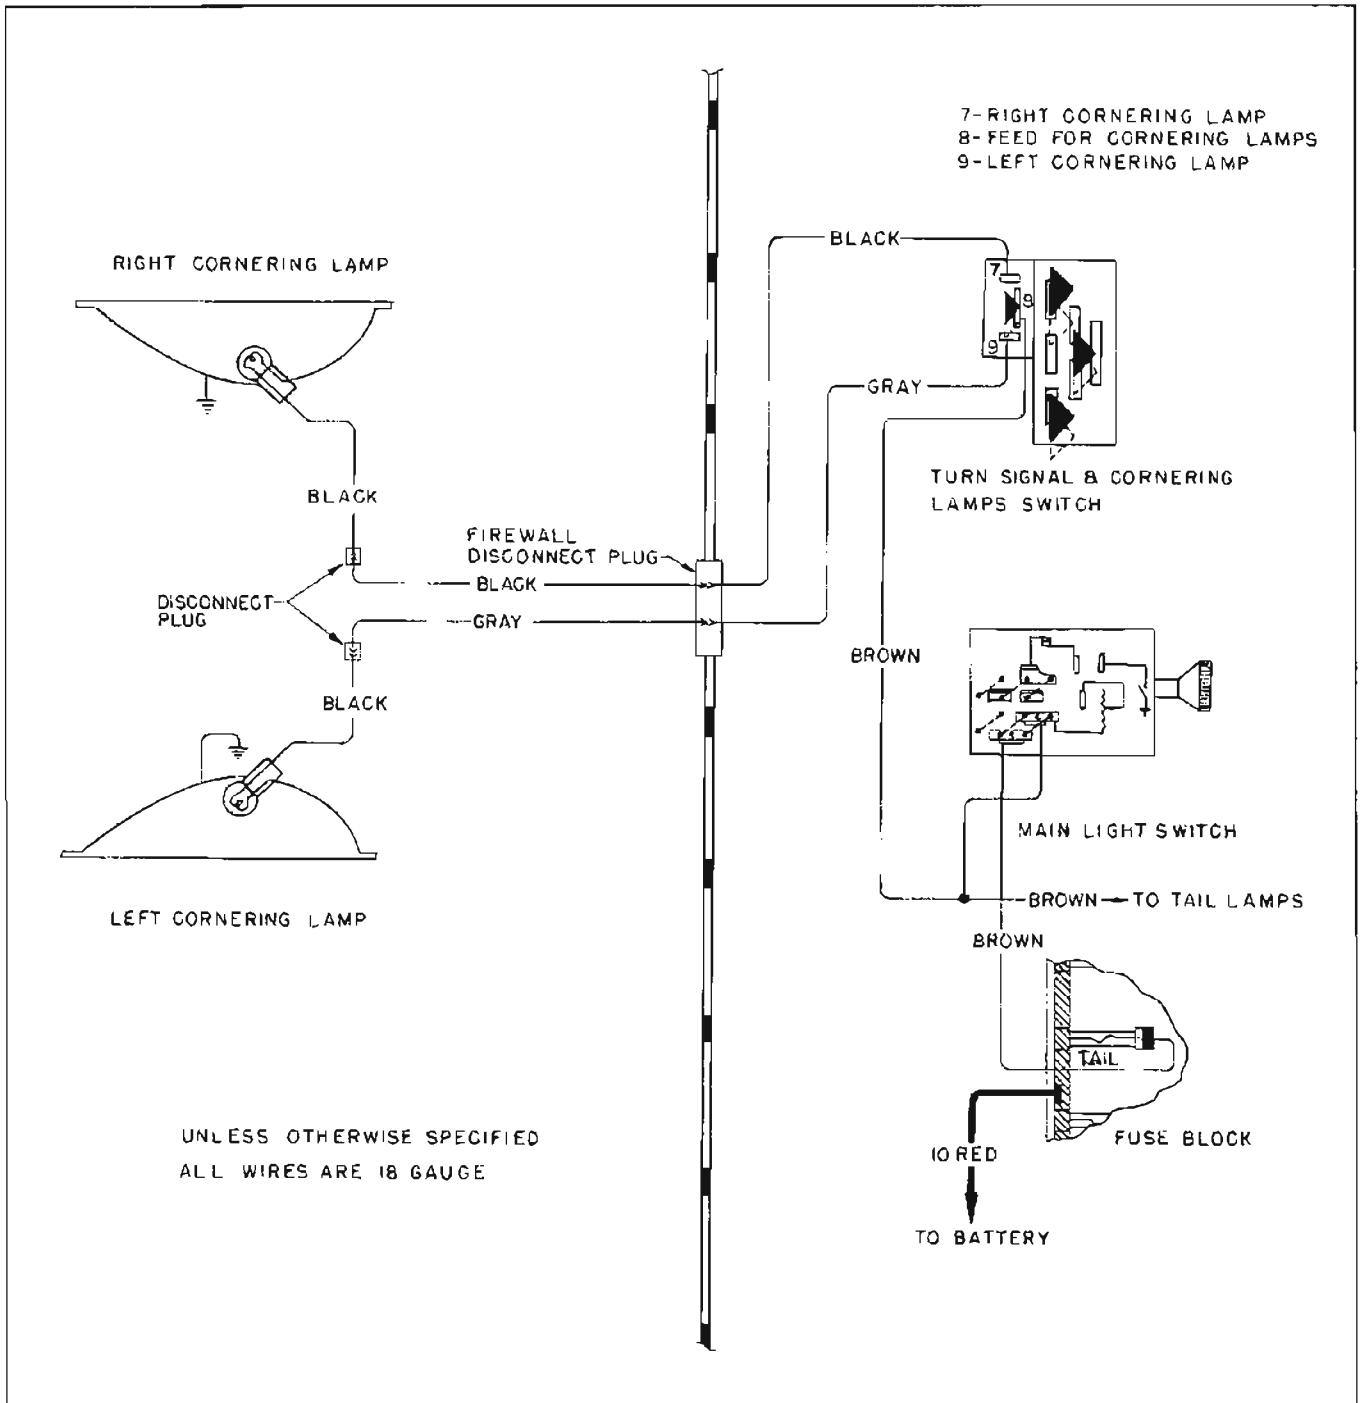 7-RIGHT CORNERING LAMP
8-FEED FOR CORNERING LAMPS
9-LEFT CORNERING LAMP
BLACK
RIGHT CORNERING LAMP
7
8
9
GRAY
TURN SIGNAL & CORNERING
LAMPS SWITCH
BLACK
FIREWALL
DISCONNECT PLUG
BLACK
DISCONNECT
PLUG
GRAY
BROWN
BLACK
MAIN LIGHT SWITCH
LEFT CORNERING LAMP
BROWN
TO TAIL LAMPS
BROWN
TAIL
FUSE BLOCK
UNLESS OTHERWISE SPECIFIED
ALL WIRES ARE 18 GAUGE
10 RED
TO BATTERY